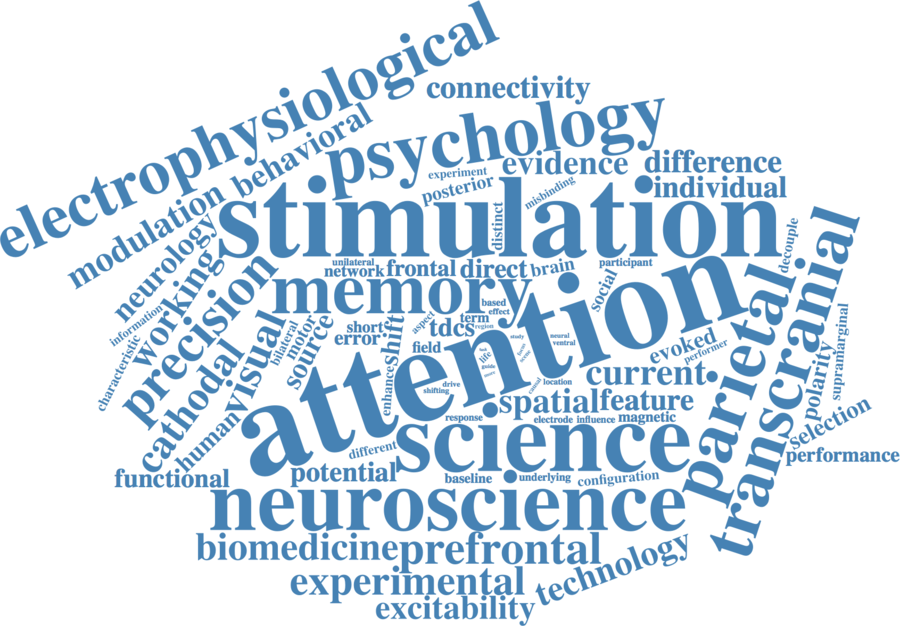 electrophysiological
connectivity
psychology
behavioral
modulation
evidence
difference
experiment
posterior
misbinding
individual
stimulation
distinct
decouple
neurology
unilateral
network
frontal
direct
brain
participant
transcranial
parietal
working
precision
memory
social
information
characteristic
bilateral
motor
source
short
error
shift
aspect
tdcs
term
region
based
effect
attention
visual
cathodal
human
field
study
neural
ventral
focus
scene
life
evoked
performer
polarity
supramarginal
enhance
drive
shifting
more
causal
location
current
spatial
feature
selection
performance
response
electrode
influence
magnetic
science
different
functional
potential
baseline
underlying
configuration
neuroscience
biomedicine
prefrontal
technology
experimental
excitability